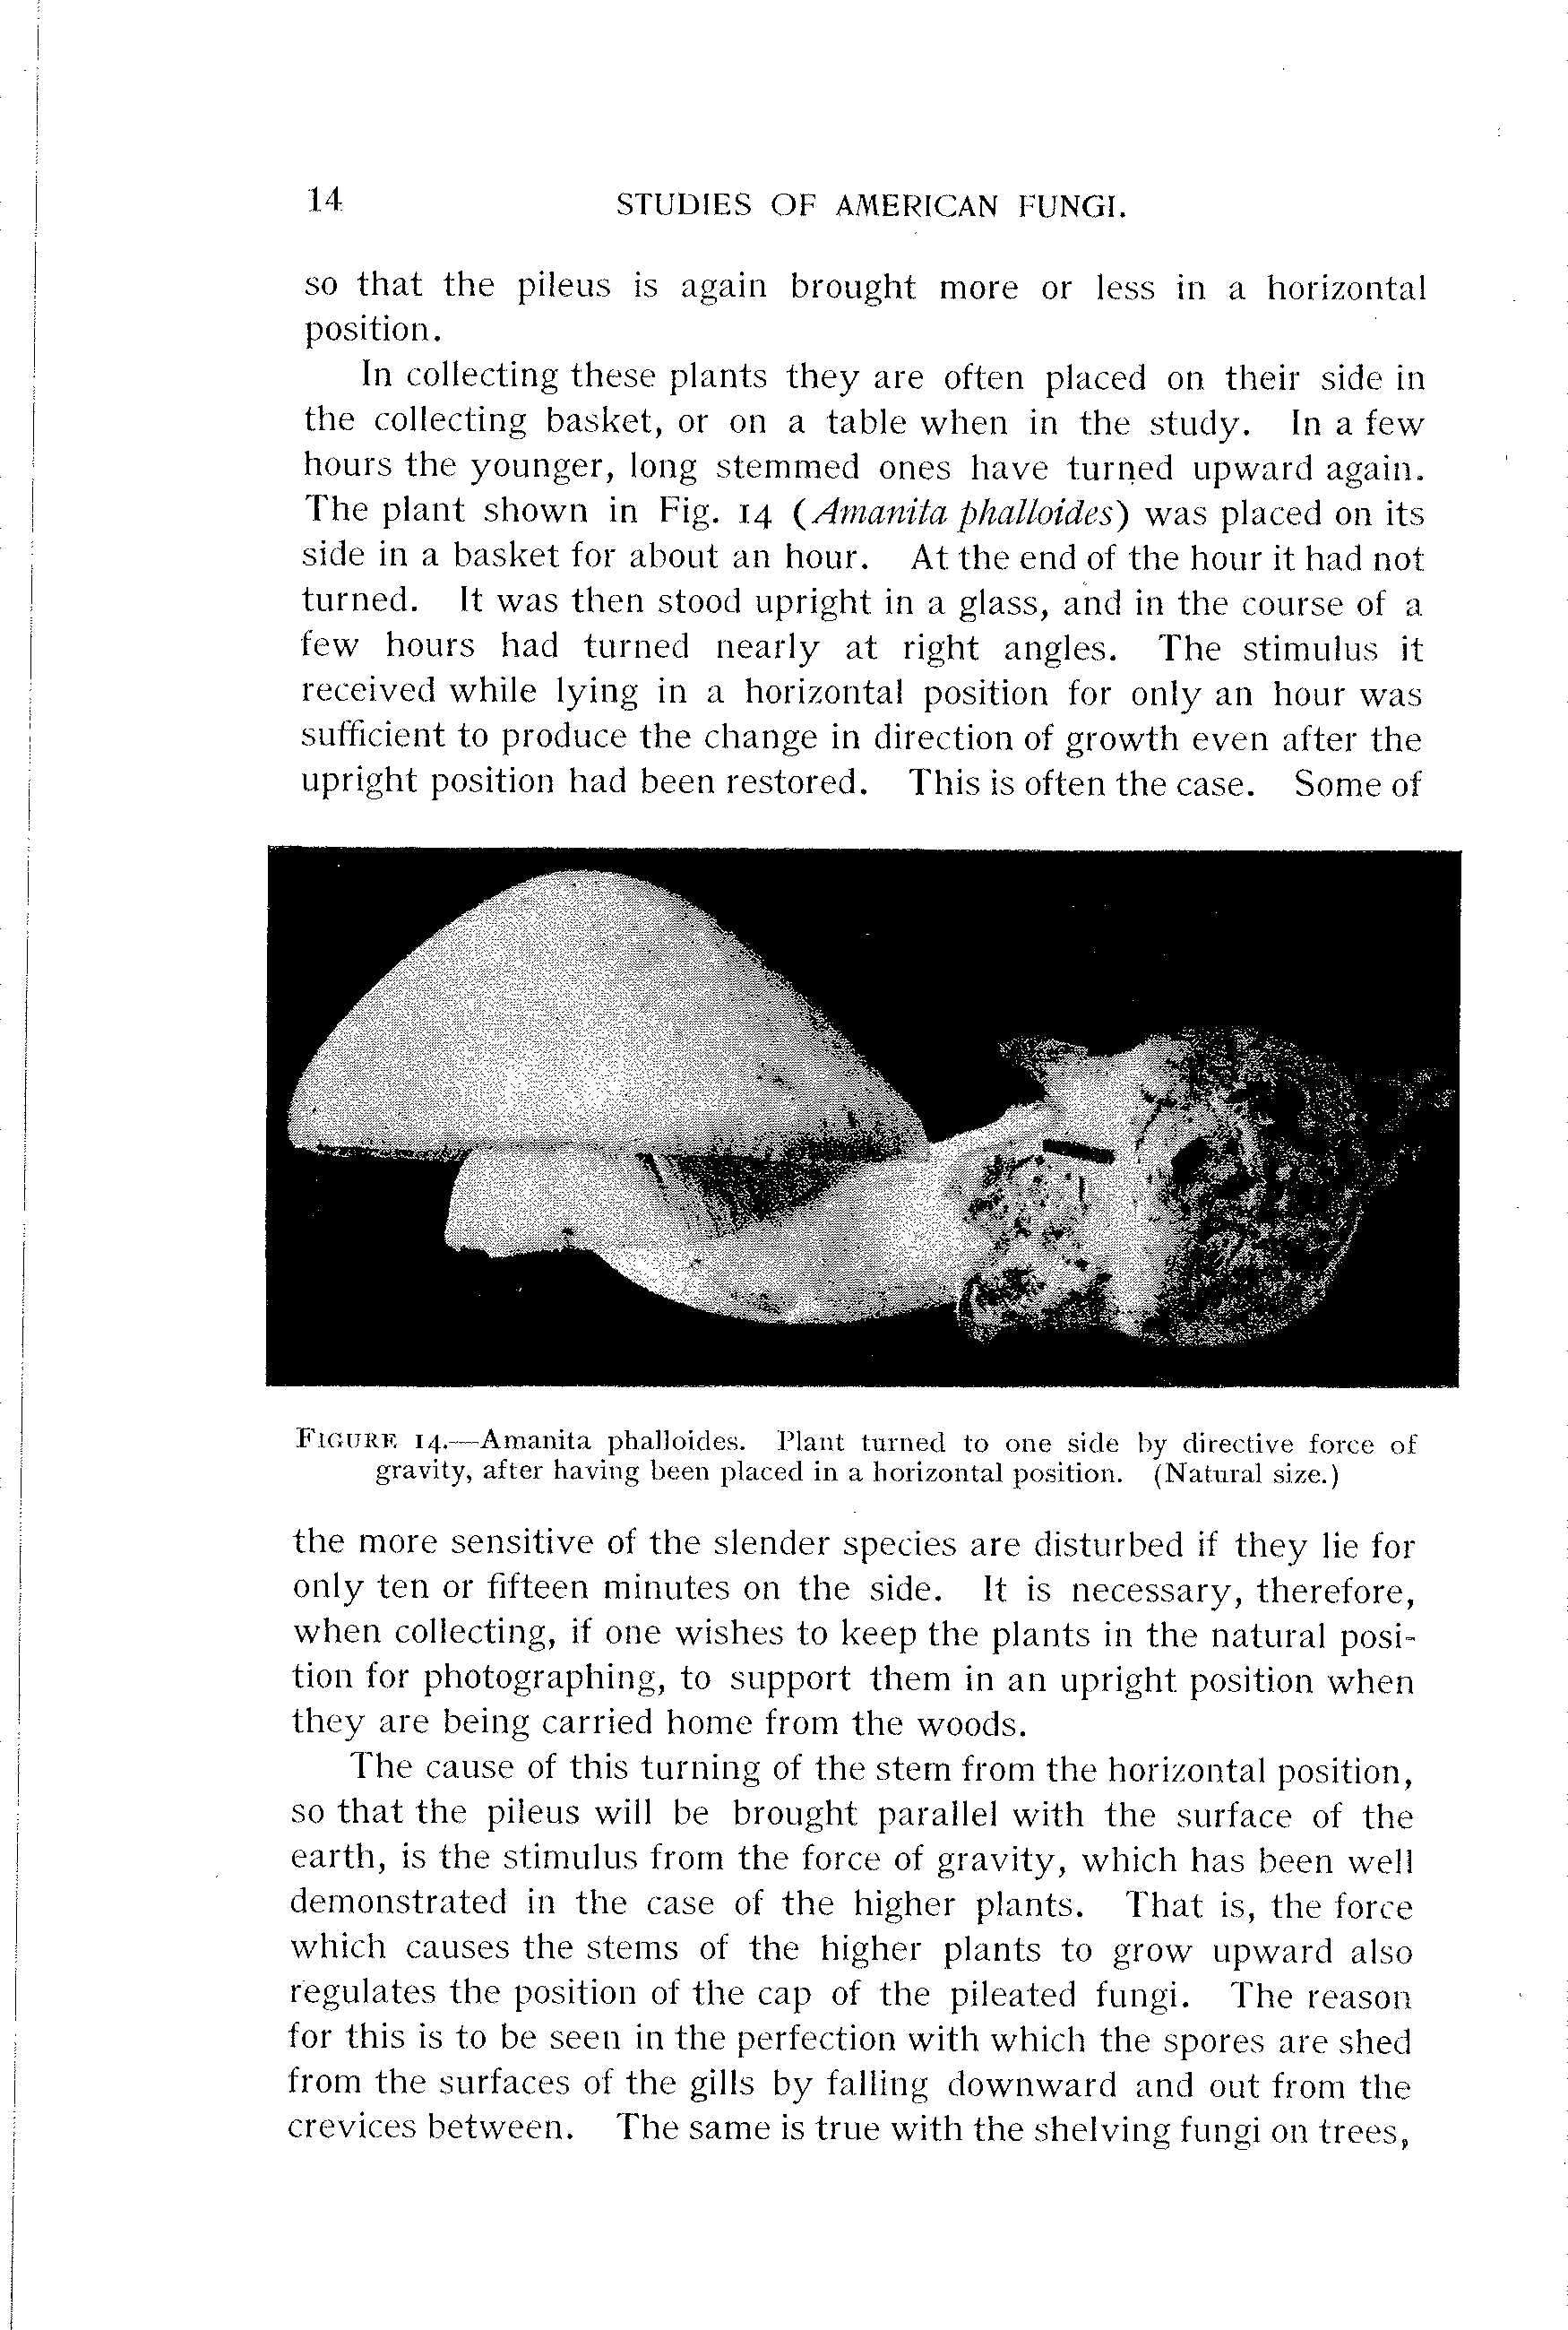 14 STUDIES OF AMERICAN FUNGI.
so that the pileus is again brought more or less in a horizontal
position.
In collecting these plants they are often placed on their side in
the collecting basket, or on a table when in the study. In a few
hours the younger, long stemmed ones have turned upward again.
The plant shown in Fig. 14 (Amanita phalloides) was placed on its
side in a basket for about an hour. At the end of the hour it had not
turned. It was then stood upright in a glass, and in the course of a
few hours had turned nearly at right angles. The stimulus it
received while lying in a horizontal position for only an hour was
sufficient to produce the change in direction of growth even after the
upright position had been restored. This is often the case. Some of
FIGURE 14.—Amanita phalloides. Plant turned to one side by directive force of
gravity, after having been placed in a horizontal position. (Natural size.)
the more sensitive of the slender species are disturbed if they lie for
only ten or fifteen minutes on the side. It is necessary, therefore,
when collecting, if one wishes to keep the plants in the natural posi-
tion for photographing, to support them in an upright position when
they are being carried home from the woods.
The cause of this turning of the stem from the horizontal position,
so that the pileus will be brought parallel with the surface of the
earth, is the stimulus from the force of gravity, which has been well
demonstrated in the case of the higher plants. That is, the force
which causes the stems of the higher plants to grow upward also
regulates the position of the cap of the pileated fungi. The reason
for this is to be seen in the perfection with which the spores are shed
from the surfaces of the gills by falling downward and out from the
crevices between. The same is true with the shelving fungi on trees,